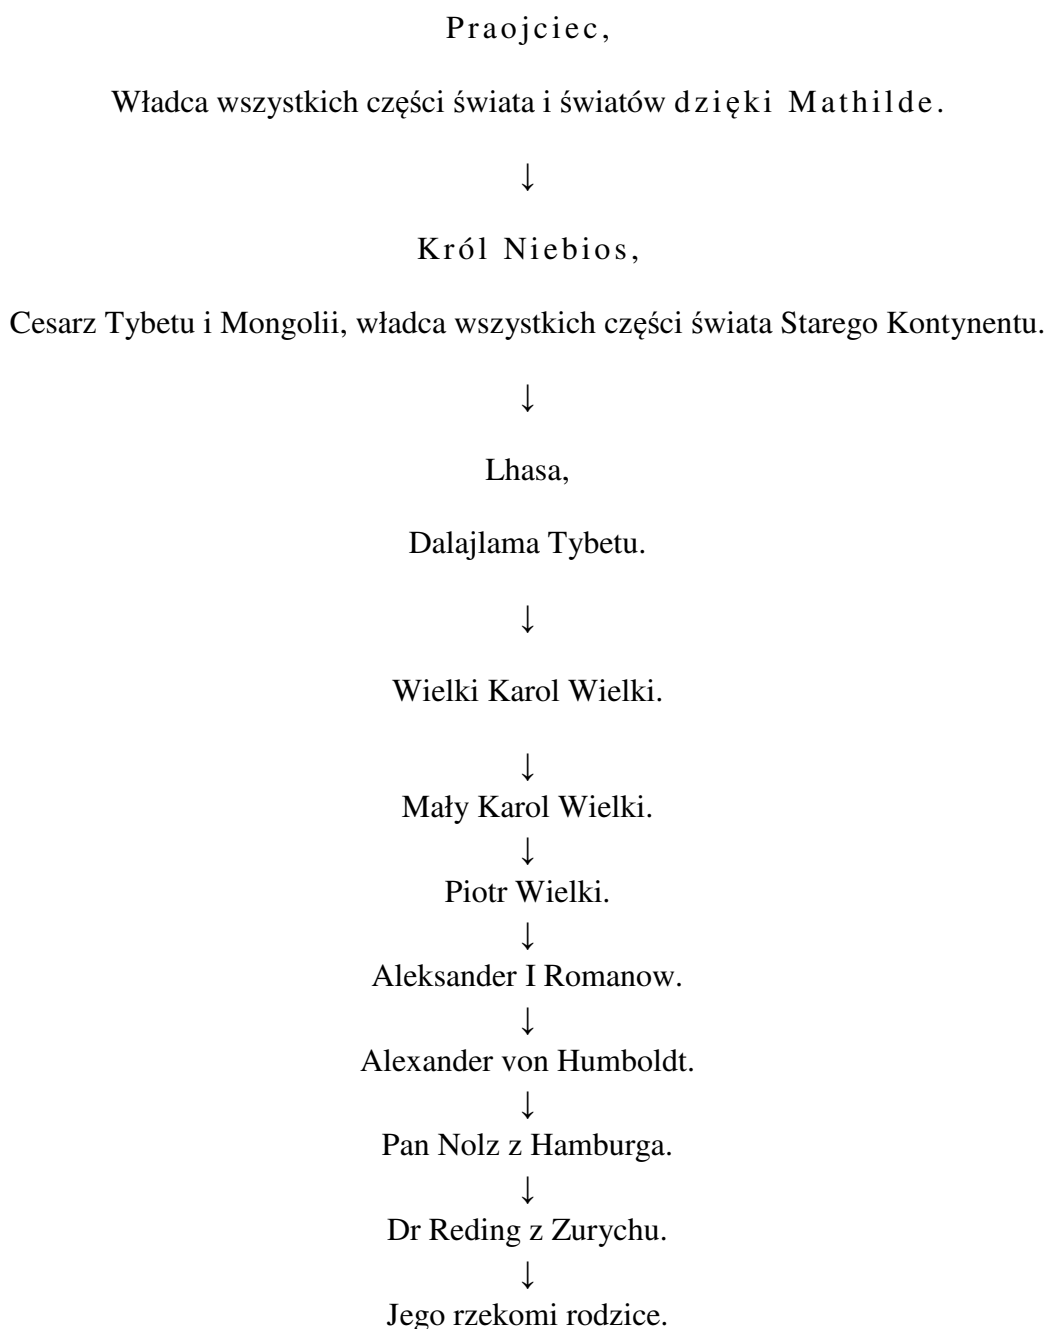 Praojciec,
Władca wszystkich części świata i światów dzięki Mathilde.
↓
Król Niebios,
Cesarz Tybetu i Mongolii, władca wszystkich części świata Starego Kontynentu.
↓
Lhasa,
Dalajlama Tybetu.
↓
Wielki Karol Wielki.
↓
Mały Karol Wielki.
↓
Piotr Wielki.
↓
Aleksander I Romanow.
↓
Alexander von Humboldt.
↓
Pan Nolz z Hamburga.
↓
Dr Reding z Zurychu.
↓
Jego rzekomi rodzice.